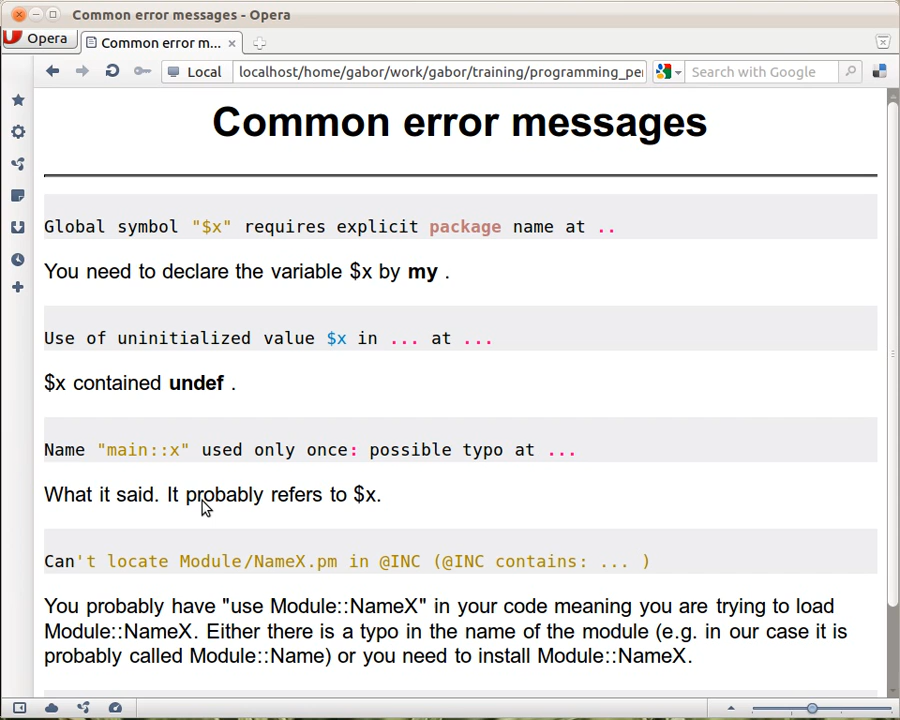 Common error messages - Opera
Opera
Common error m...
Local
localhost/home/gabor/work/gabor/training/programming_pe
Search with Google
Common error messages
Global symbol "$x" requires explicit package name at ..
You need to declare the variable $x by my .
Use of uninitialized value $x in ... at ...
$x contained undef .
Name "main::x" used only once: possible typo at ...
What it said. It probably refers to $x.
Can't locate Module/NameX.pm in @INC (@INC contains: ... )
You probably have "use Module::NameX" in your code meaning you are trying to load
Module::NameX. Either there is a typo in the name of the module (e.g. in our case it is
probably called Module::Name) or you need to install Module::NameX.